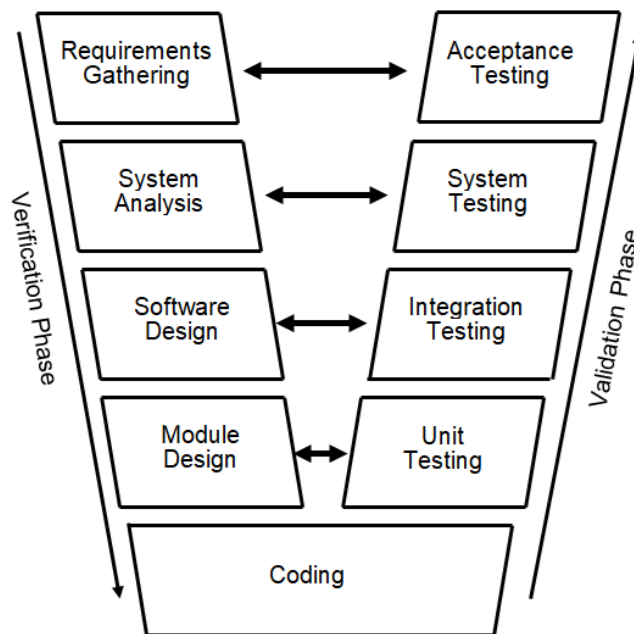 Requirements
Gathering
Acceptance
Testing
System
Analysis
System
Testing
Verification Phase
Validation Phase
Software
Design
Integration
Testing
Module
Design
Unit
Testing
Coding